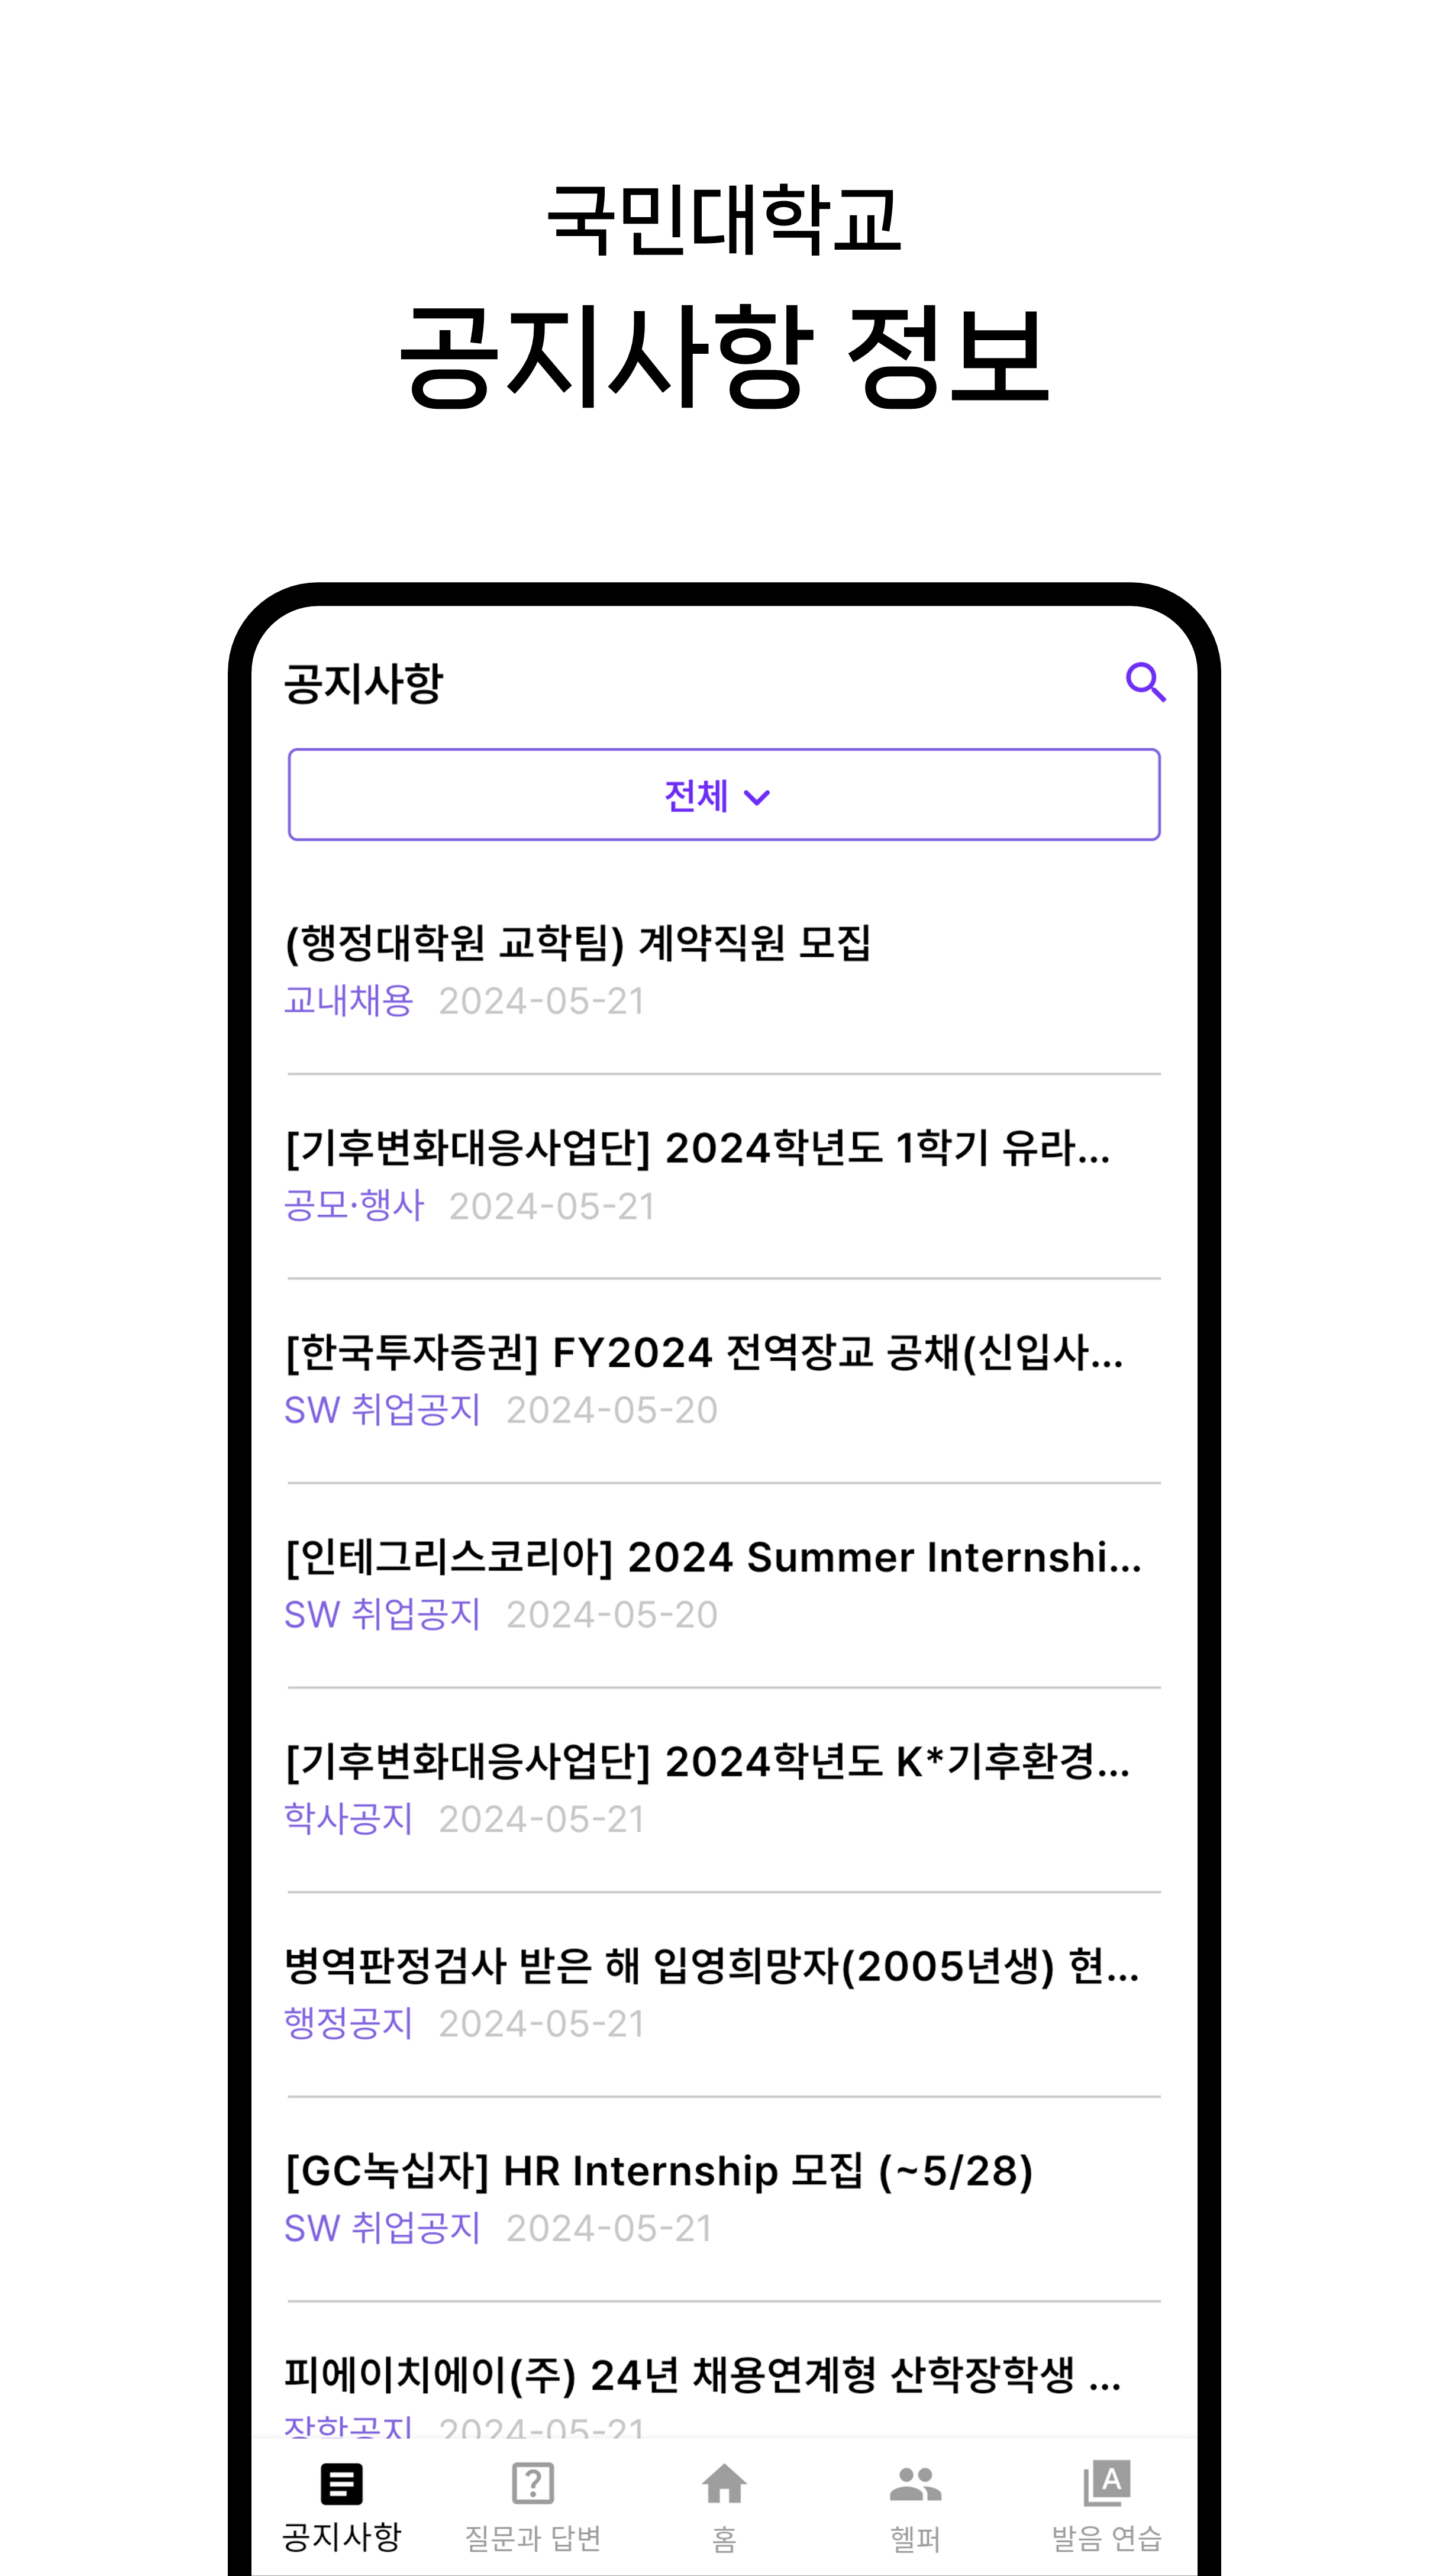 국민대학교
공지사항 정보
공지사항
전체
(행정대학원 교학팀) 계약직원 모집
교내채용 2024-05-21
[기후변화대응사업단] 2024학년도 1학기 유라...
공모·행사 2024-05-21
[한국투자증권] FY2024 전역장교 공채(신입사...
SW 취업공지 2024-05-20
[인테그리스코리아] 2024 Summer Internshi...
SW 취업공지 2024-05-20
[기후변화대응사업단] 2024학년도 K*기후환경...
학사공지 2024-05-21
병역판정검사 받은 해 입영희망자(2005년생) 현...
행정공지 2024-05-21
[GC녹십자] HR Internship 모집 (~5/28)
SW 취업공지 2024-05-21
피에이치에이(주) 24년 채용연계형 산학장학생 ...
장학공지 2024-05-21
공지사항 질문과 답변 홈 헬퍼 발음 연습